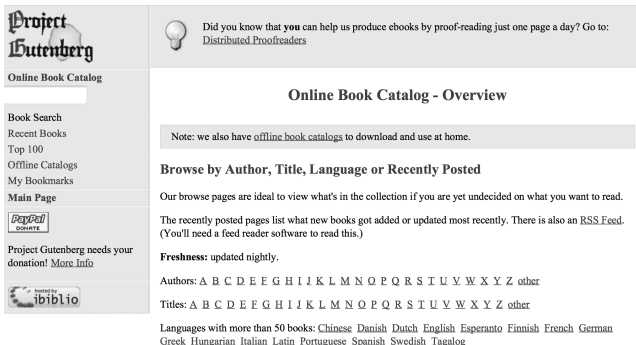 Project
Gutenberg
Did you know that you can help us produce ebooks by proof-reading just one page a day? Go to:
Distributed Proofreaders
Online Book Catalog
Book Search
Recent Books
Top 100
Offline Catalogs
My Bookmarks
Main Page
PayPal
DONATE
Project Gutenberg needs your
donation! More Info
hosted by
ibiblio
Online Book Catalog - Overview
Note: we also have offline book catalogs to download and use at home.
Browse by Author, Title, Language or Recently Posted
Our browse pages are ideal to view what's in the collection if you are yet undecided on what you want to read.
The recently posted pages list what new books got added or updated most recently. There is also an RSS Feed.
(You'll need a feed reader software to read this.)
Freshness: updated nightly.
Authors: A B C D E F G H I J K L M N O P Q R S T U V W X Y Z other
Titles: A B C D E F G H I J K L M N O P Q R S T U V W X Y Z other
Languages with more than 50 books: Chinese Danish Dutch English Esperanto Finnish French German
Greek Hungarian Italian Latin Portuguese Spanish Swedish Tagalog